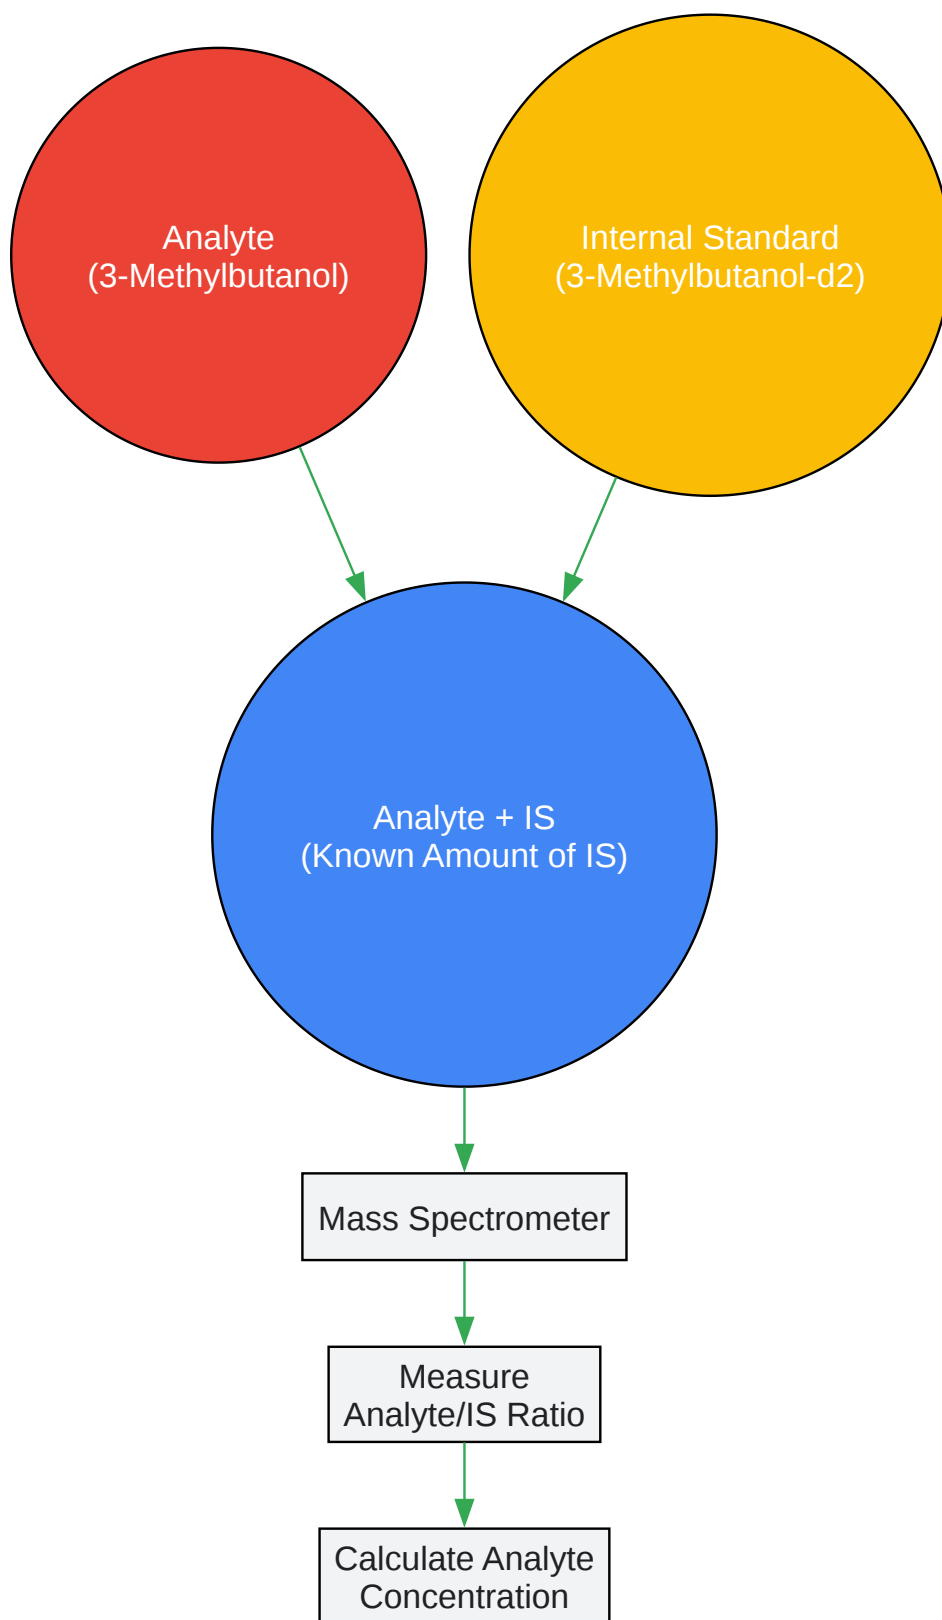 Analyte
(3-Methylbutanol)
Internal Standard
(3-Methylbutanol-d2)
Analyte + IS
(Known Amount of IS)
Mass Spectrometer
Measure
Analyte/IS Ratio
Calculate Analyte
Concentration